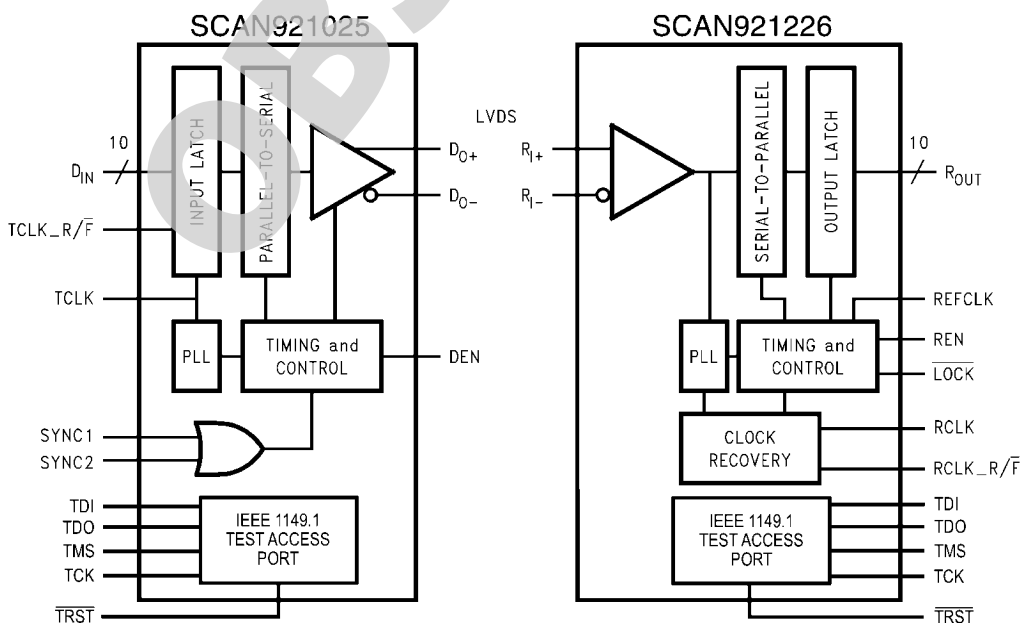 SCAN921025
SCAN921226
INPUT LATCH
PARALLEL-TO-SERIAL
10
DIN
TCLK_R/F̅
TCLK
PLL
TIMING and
CONTROL
DEN
SYNC1
SYNC2
TDI
TDO
TMS
TCK
T̅R̅S̅T̅
IEEE 1149.1
TEST ACCESS
PORT
LVDS
DO+
DO−
RI+
RI−
SERIAL-TO-PARALLEL
OUTPUT LATCH
10
ROUT
REFCLK
REN
L̅O̅C̅K̅
PLL
TIMING and
CONTROL
CLOCK
RECOVERY
RCLK
RCLK_R/F̅
IEEE 1149.1
TEST ACCESS
PORT
TDI
TDO
TMS
TCK
T̅R̅S̅T̅